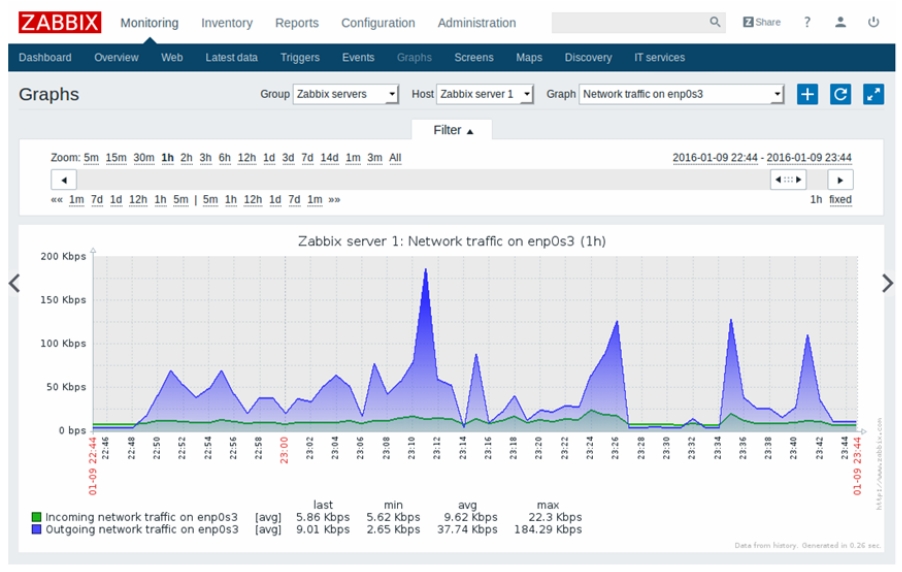 ZABBIX Monitoring Inventory Reports Configuration Administration Z Share ?
Dashboard Overview Web Latest data Triggers Events Graphs Screens Maps Discovery IT services
Graphs Group Zabbix servers Host Zabbix server 1 Graph Network traffic on enp0s3
Filter
Zoom: 5m 15m 30m 1h 2h 3h 6h 12h 1d 3d 7d 14d 1m 3m All 2016-01-09 22:44 - 2016-01-09 23:44
«« 1m 7d 1d 12h 1h 5m | 5m 1h 12h 1d 7d 1m »» 1h fixed
Zabbix server 1: Network traffic on enp0s3 (1h)
200 Kbps
150 Kbps
100 Kbps
50 Kbps
0 bps
01-09 22:44 22:46 22:48 22:50 22:52 22:54 22:56 22:58 23:00 23:02 23:04 23:06 23:08 23:10 23:12 23:14 23:16 23:18 23:20 23:22 23:24 23:26 23:28 23:30 23:32 23:34 23:36 23:38 23:40 23:42 23:44 01-09 23:44
http://www.zabbix.com
last min avg max
Incoming network traffic on enp0s3 [avg] 5.86 Kbps 5.62 Kbps 9.62 Kbps 22.3 Kbps
Outgoing network traffic on enp0s3 [avg] 9.01 Kbps 2.65 Kbps 37.74 Kbps 184.29 Kbps
Data from history. Generated in 0.26 sec.